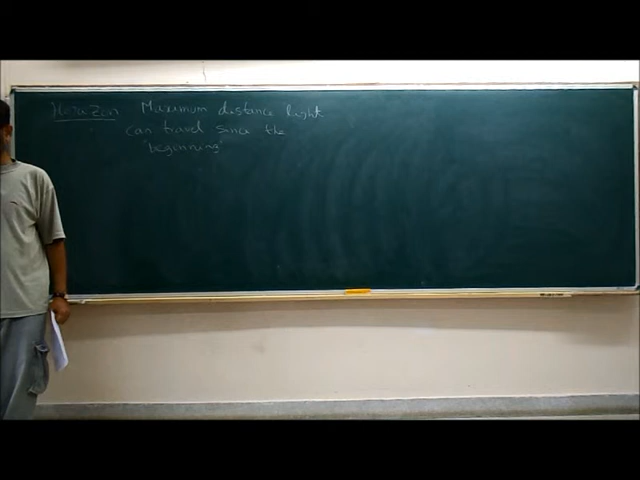 Horizon Maximum distance light
can travel since the
"beginning"